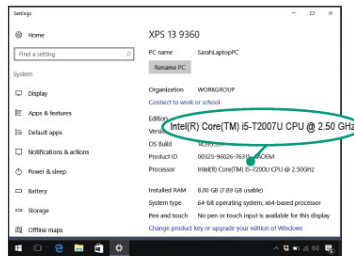 Settings
Home
XPS 13 9360
Find a setting
PC name SarahLaptopPC
Rename PC
System
Organization WORKGROUP
Display
Connect to work or school
Apps & features
Edition
Intel(R) Core(TM) i5-T2007U CPU @ 2.50 GHz
Default apps
OS Build
Notifications & actions
Product ID
Processor Intel(R) Core(TM) i5-7200U CPU @ 2.50GHz
Power & sleep
Battery
Installed RAM 8.00 GB (7.89 GB usable)
System type 64-bit operating system, x64-based processor
Storage
Pen and touch No pen or touch input is available for this display
Offline maps
Change product key or upgrade your edition of Windows